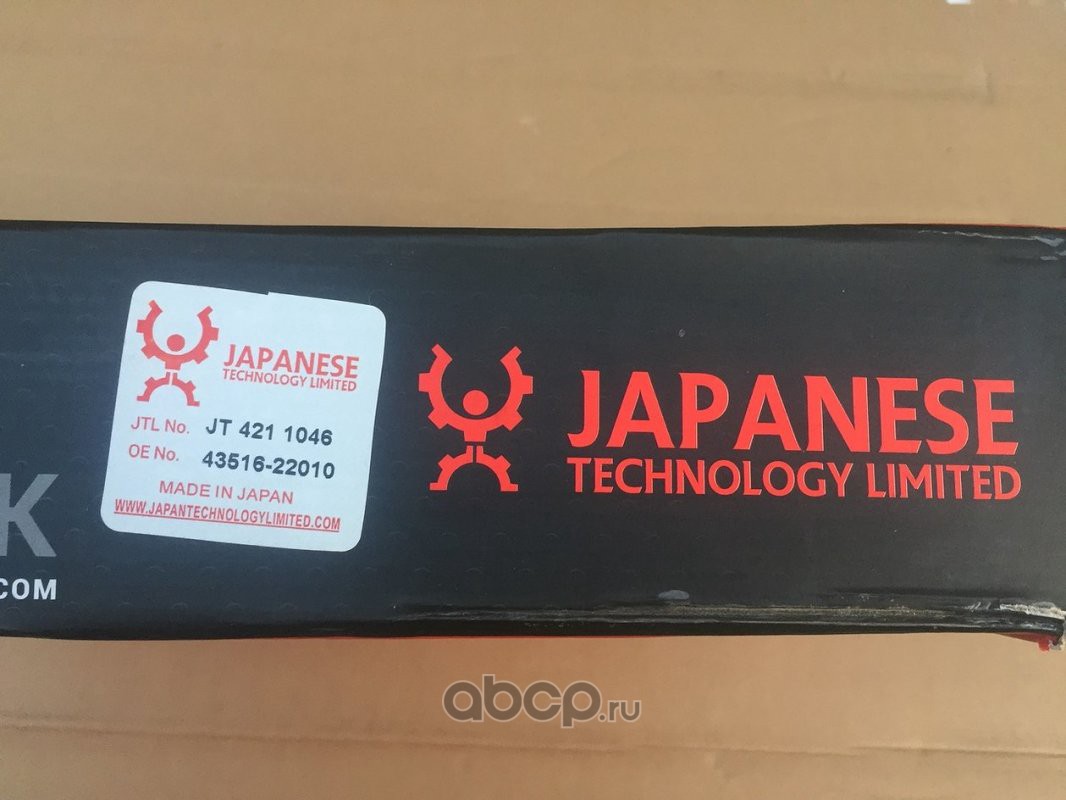 JAPANESE
TECHNOLOGY LIMITED
JTL No. JT 421 1046
OE No. 43516-22010
MADE IN JAPAN
WWW.JAPANTECHNOLOGYLIMITED.COM
JAPANESE
TECHNOLOGY LIMITED
K
.COM
abcp.ru